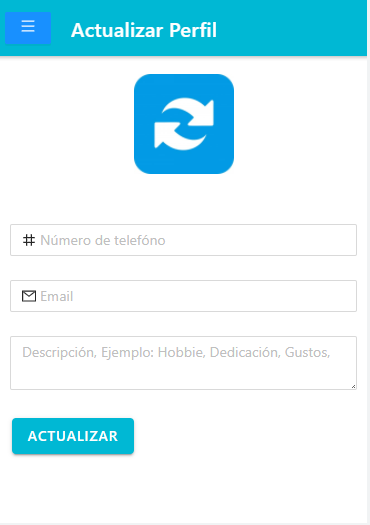 Actualizar Perfil
Número de telefóno
Email
Descripción, Ejemplo: Hobbie, Dedicación, Gustos,
ACTUALIZAR